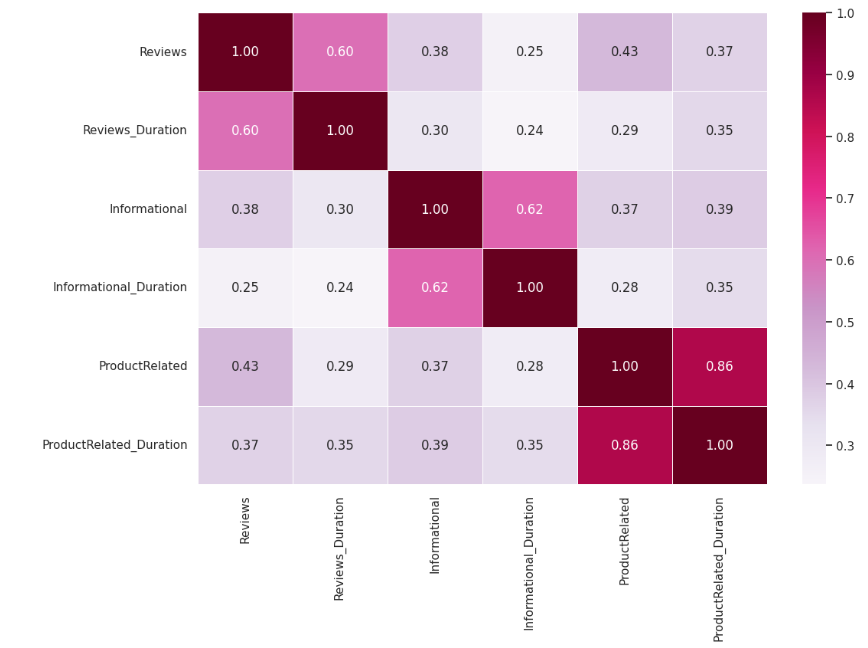 1.0
Reviews 1.00 0.60 0.38 0.25 0.43 0.37
0.9
Reviews_Duration 0.60 1.00 0.30 0.24 0.29 0.35
0.8
Informational 0.38 0.30 1.00 0.62 0.37 0.39
0.7
0.6
Informational_Duration 0.25 0.24 0.62 1.00 0.28 0.35
0.5
ProductRelated 0.43 0.29 0.37 0.28 1.00 0.86
0.4
ProductRelated_Duration 0.37 0.35 0.39 0.35 0.86 1.00
0.3
Reviews
Reviews_Duration
Informational
Informational_Duration
ProductRelated
ProductRelated_Duration